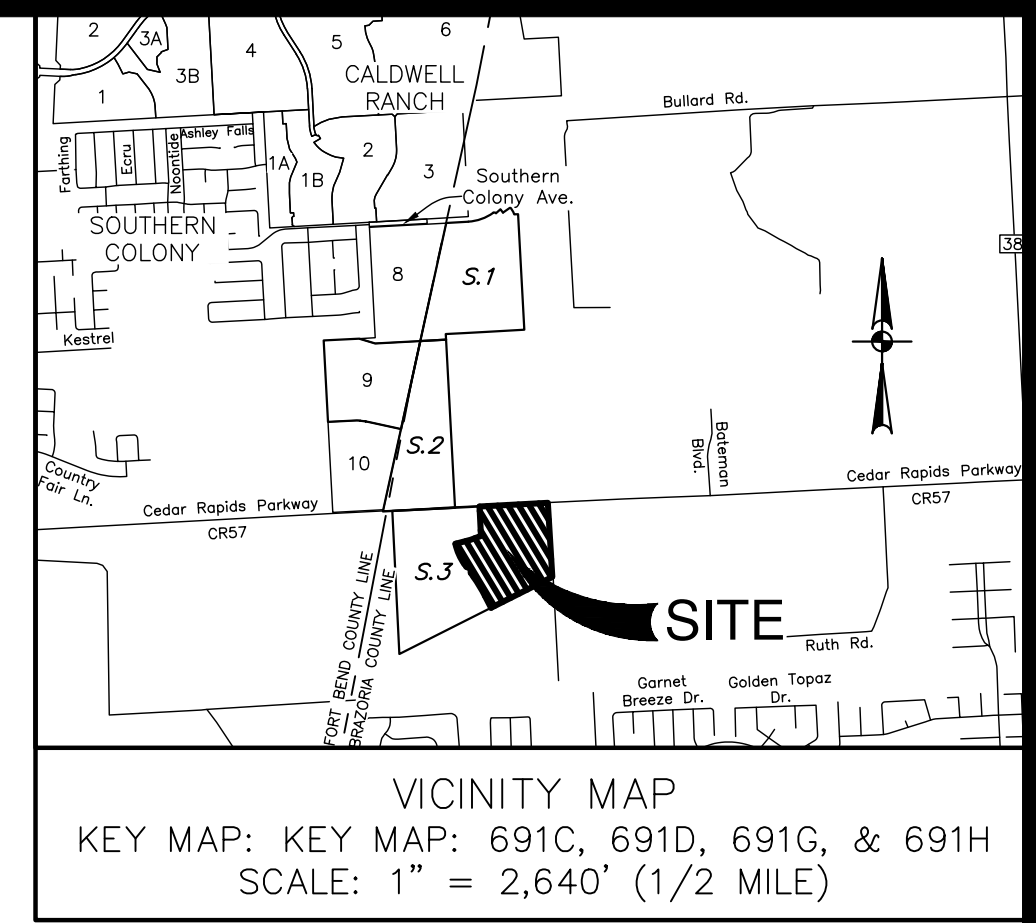 2
3A
3B
1
4
5
6
CALDWELL
RANCH
Bullard Rd.
Farthing
Ecru
Noontide
Ashley Falls
1A
1B
2
3
Southern
Colony Ave.
SOUTHERN
COLONY
38
8
S.1
Kestrel
9
S.2
10
Bateman
Blvd.
Country
Fair Ln.
Cedar Rapids Parkway
CR57
Cedar Rapids Parkway
CR57
S.3
FORT BEND COUNTY LINE
BRAZORIA COUNTY LINE
SITE
Ruth Rd.
Garnet
Breeze Dr.
Golden Topaz
Dr.
VICINITY MAP
KEY MAP: KEY MAP: 691C, 691D, 691G, & 691H
SCALE: 1" = 2,640' (1/2 MILE)